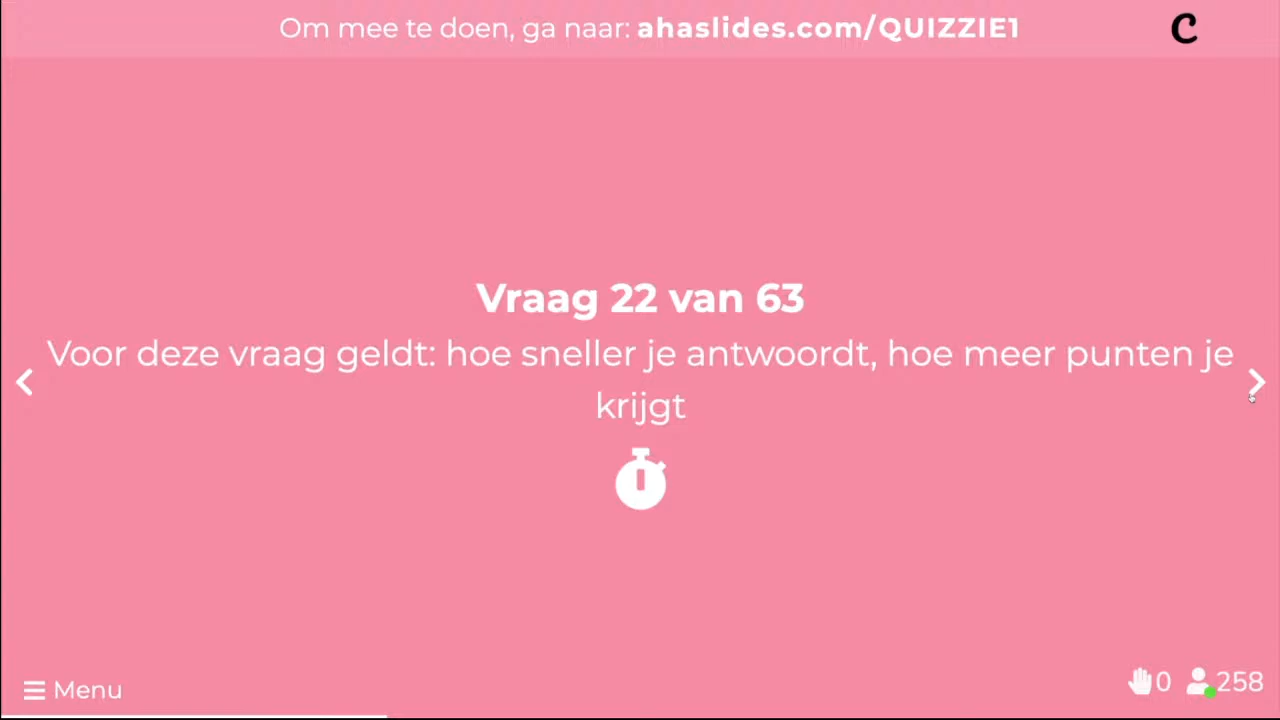 Om mee te doen, ga naar: ahaslides.com/QUIZZIE1
C
Vraag 22 van 63
Voor deze vraag geldt: hoe sneller je antwoordt, hoe meer punten je
krijgt
Menu
0
258